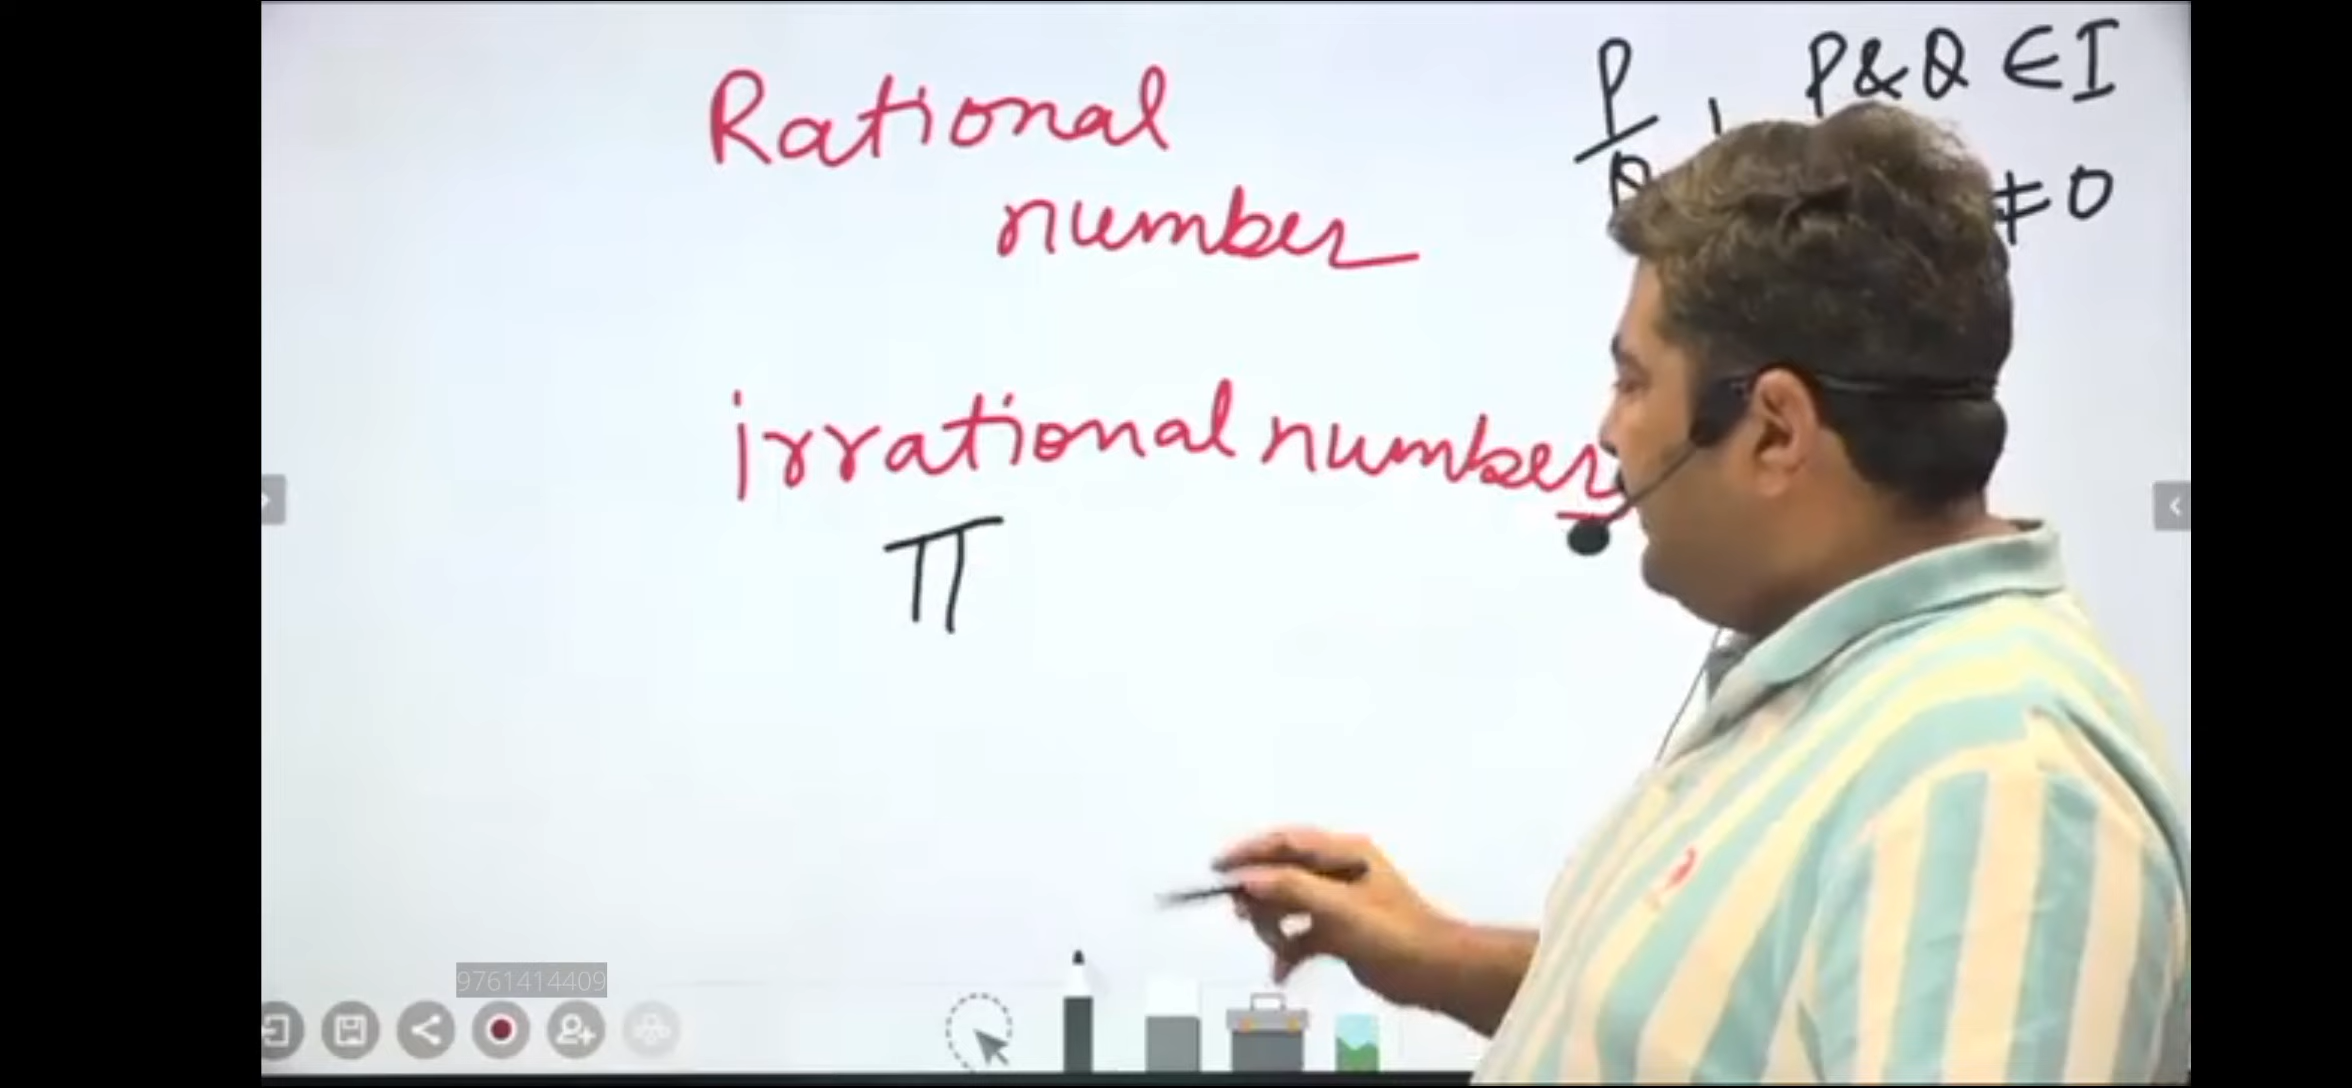 Rational
number
P/Q, P&Q ∈ I
≠0
irrational number
π
9761414409